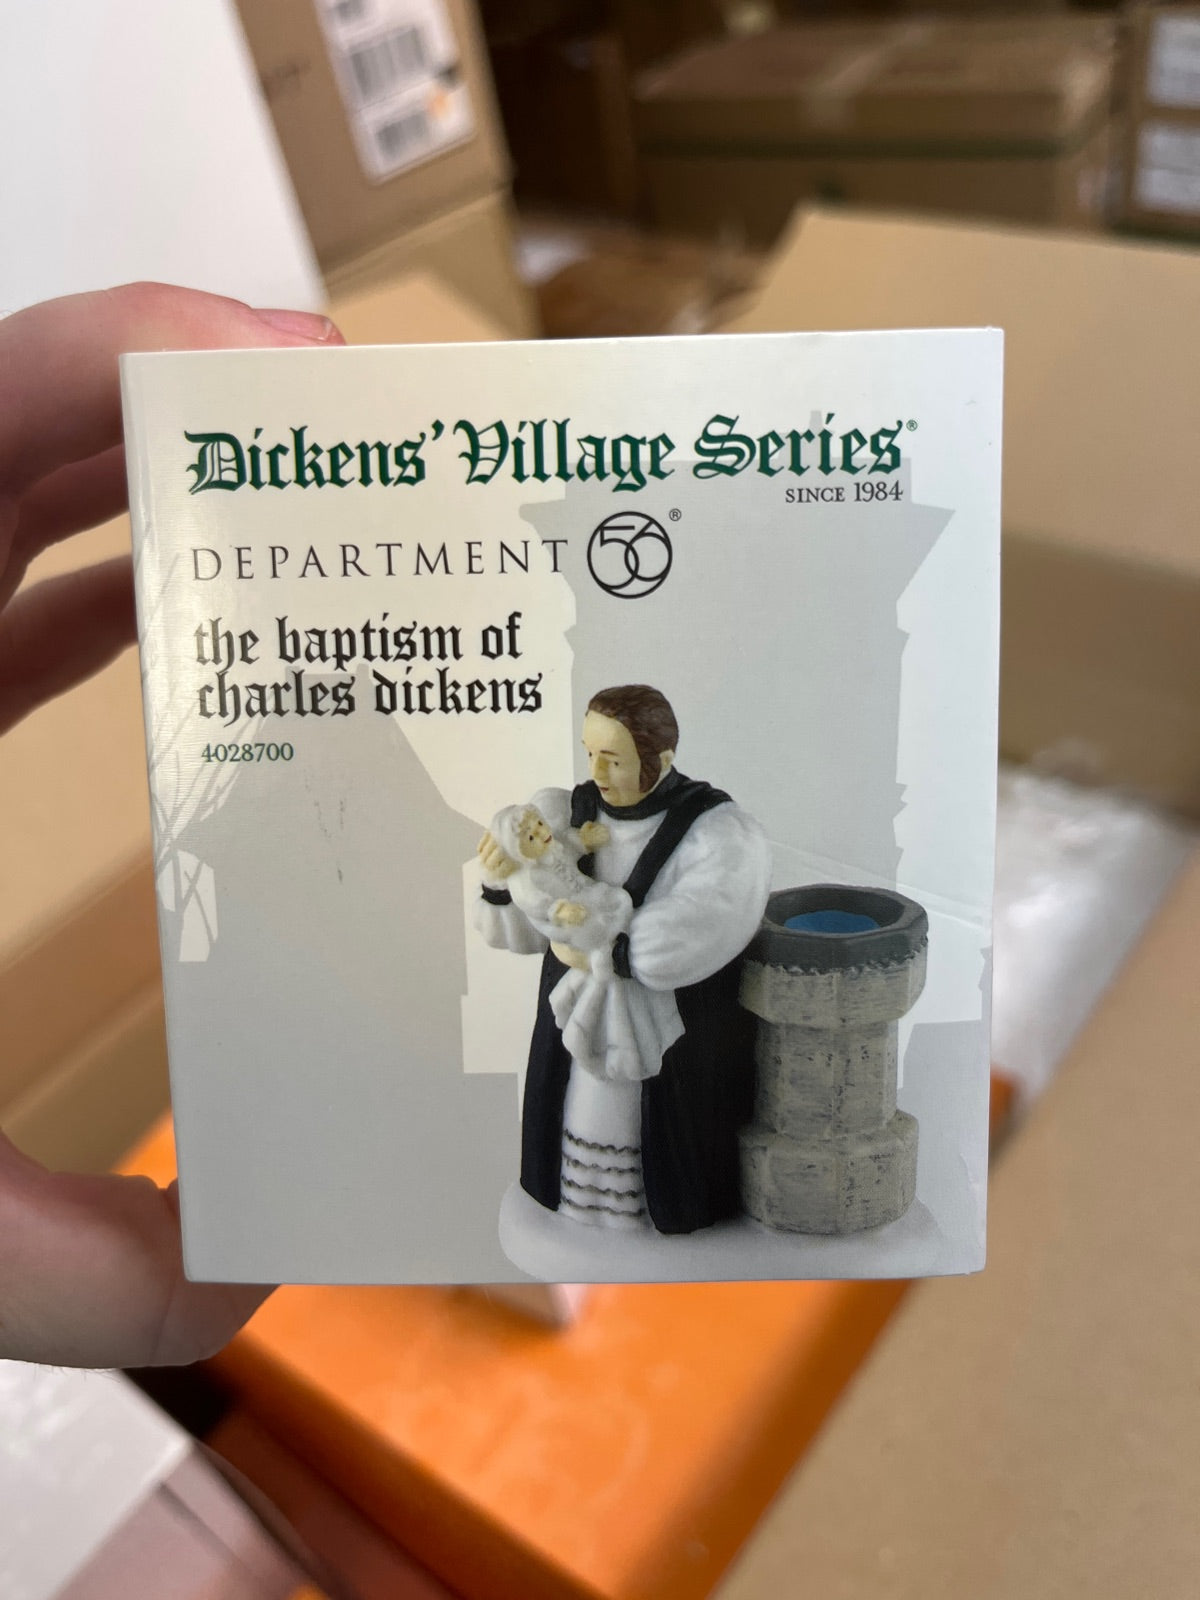 Dickens' Village Series®
SINCE 1984
DEPARTMENT 56®
the baptism of
charles dickens
4028700